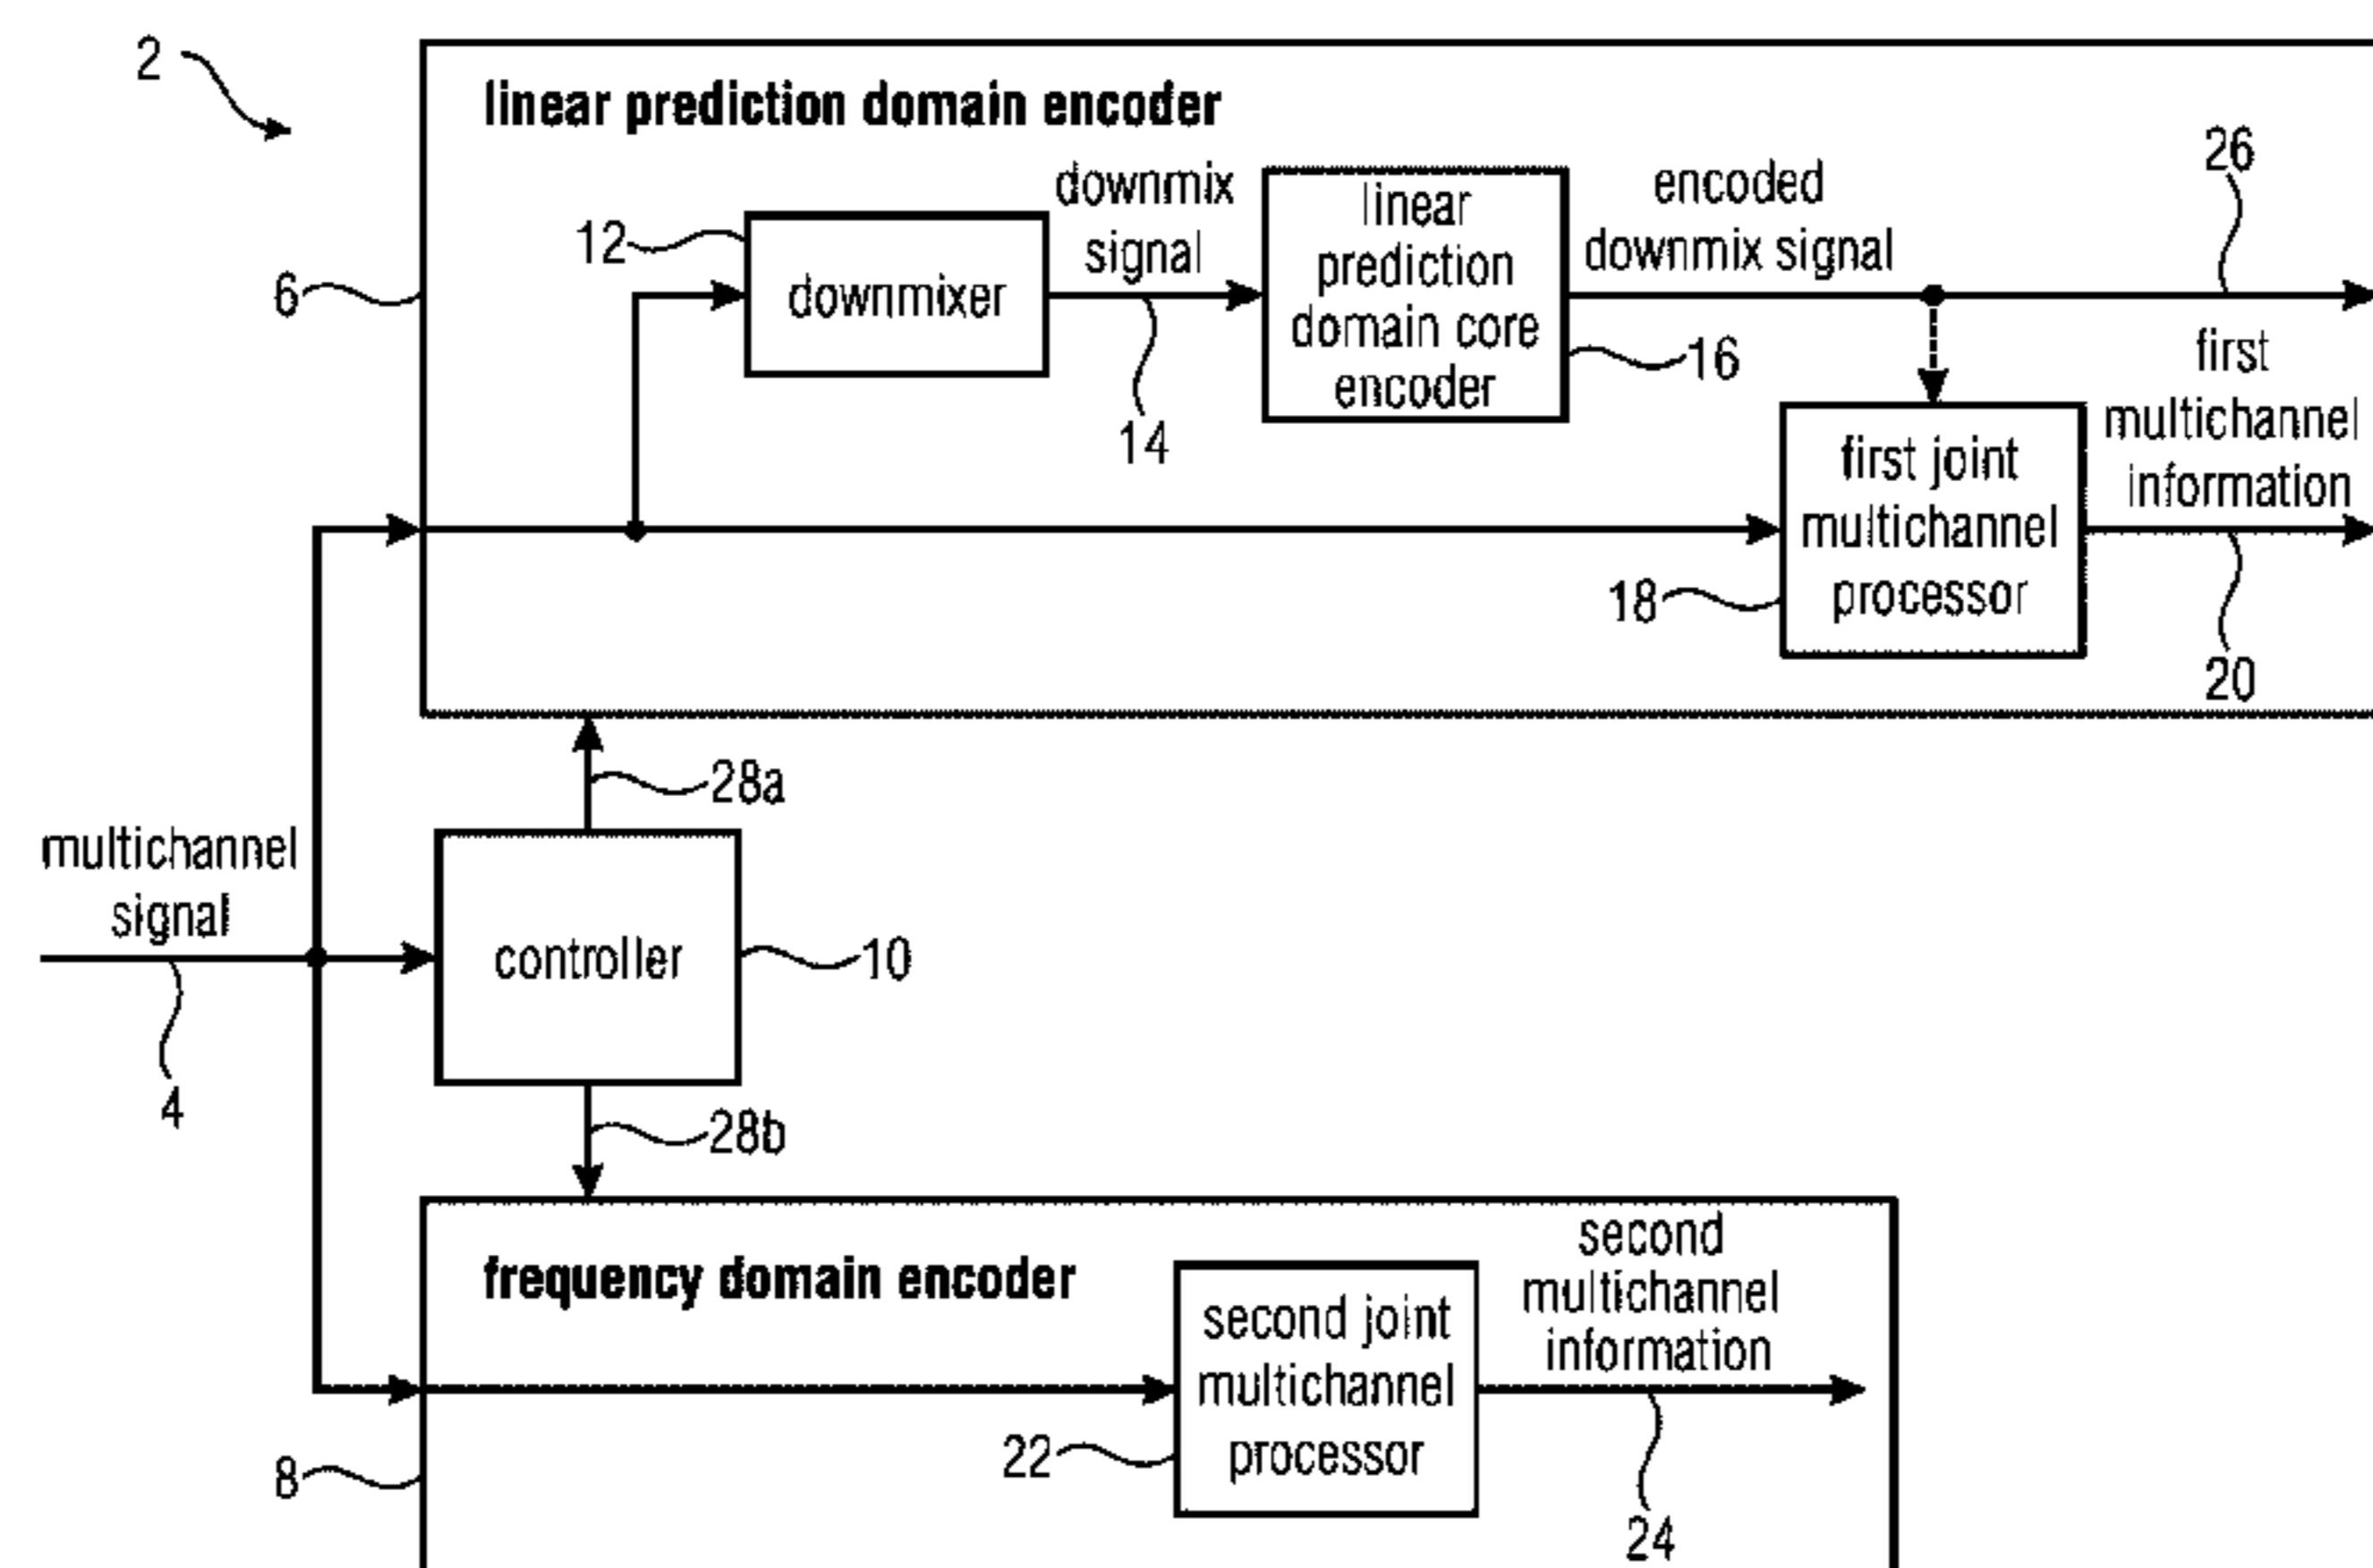 2
linear prediction domain encoder
26
downmix
signal
linear
prediction
domain core
encoder
encoded
downmix signal
12
downmixer
6
16
14
first
multichannel
information
first joint
multichannel
processor
18
20
28a
multichannel
signal
controller
10
4
28b
frequency domain encoder
second
multichannel
information
second joint
multichannel
processor
22
8
24